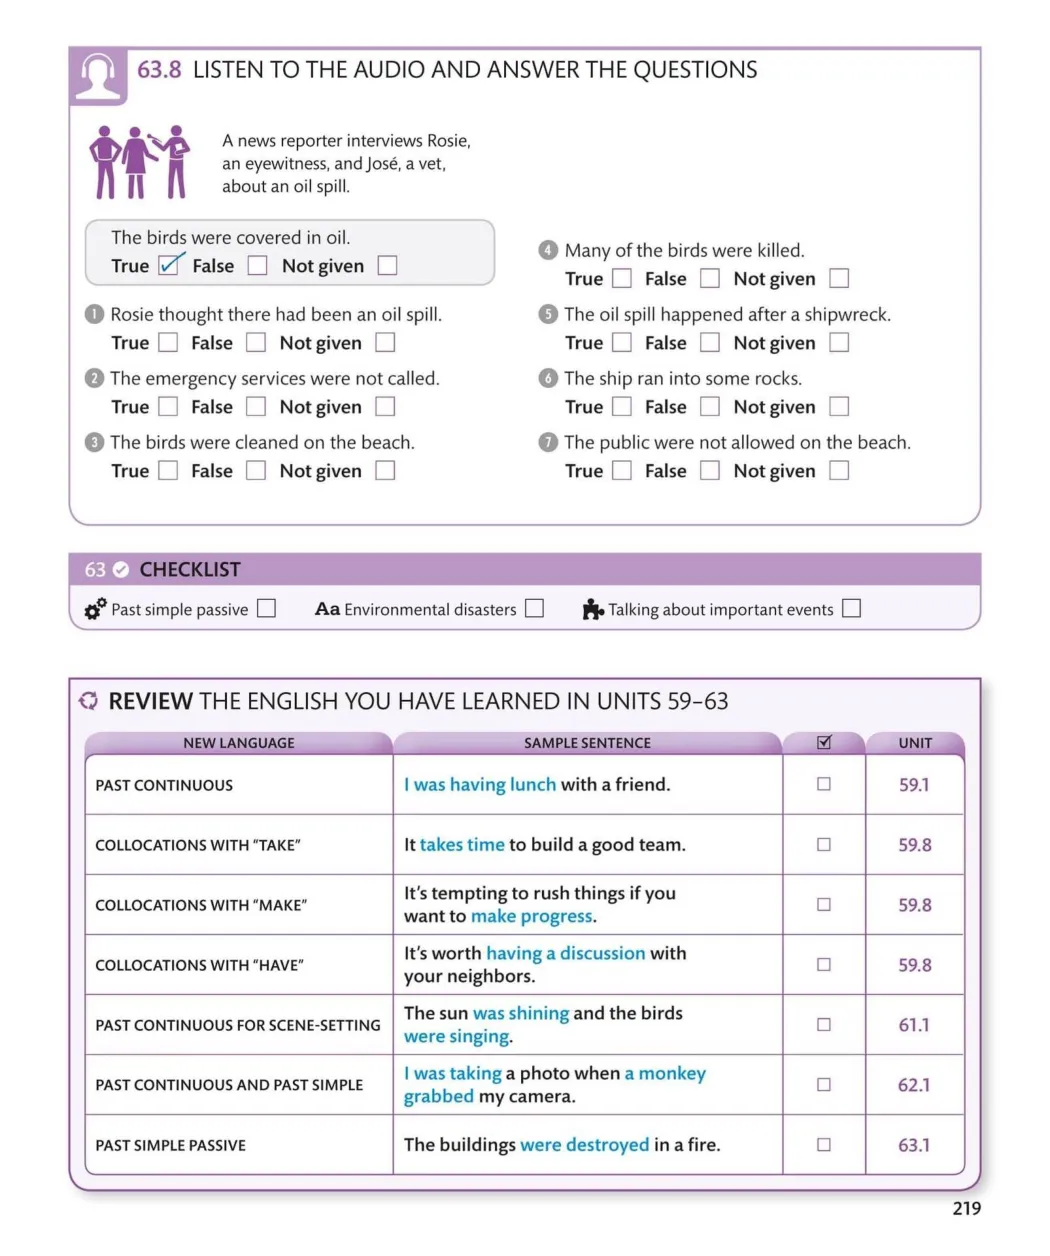 63.8 LISTEN TO THE AUDIO AND ANSWER THE QUESTIONS
A news reporter interviews Rosie,
an eyewitness, and José, a vet,
about an oil spill.
The birds were covered in oil.
True False Not given
1 Rosie thought there had been an oil spill.
True False Not given
2 The emergency services were not called.
True False Not given
3 The birds were cleaned on the beach.
True False Not given
4 Many of the birds were killed.
True False Not given
5 The oil spill happened after a shipwreck.
True False Not given
6 The ship ran into some rocks.
True False Not given
7 The public were not allowed on the beach.
True False Not given
63 CHECKLIST
Past simple passive Aa Environmental disasters Talking about important events
REVIEW THE ENGLISH YOU HAVE LEARNED IN UNITS 59–63
NEW LANGUAGE SAMPLE SENTENCE UNIT
PAST CONTINUOUS I was having lunch with a friend. 59.1
COLLOCATIONS WITH “TAKE” It takes time to build a good team. 59.8
COLLOCATIONS WITH “MAKE” It’s tempting to rush things if you
want to make progress. 59.8
COLLOCATIONS WITH “HAVE” It’s worth having a discussion with
your neighbors. 59.8
PAST CONTINUOUS FOR SCENE-SETTING The sun was shining and the birds
were singing. 61.1
PAST CONTINUOUS AND PAST SIMPLE I was taking a photo when a monkey
grabbed my camera. 62.1
PAST SIMPLE PASSIVE The buildings were destroyed in a fire. 63.1
219